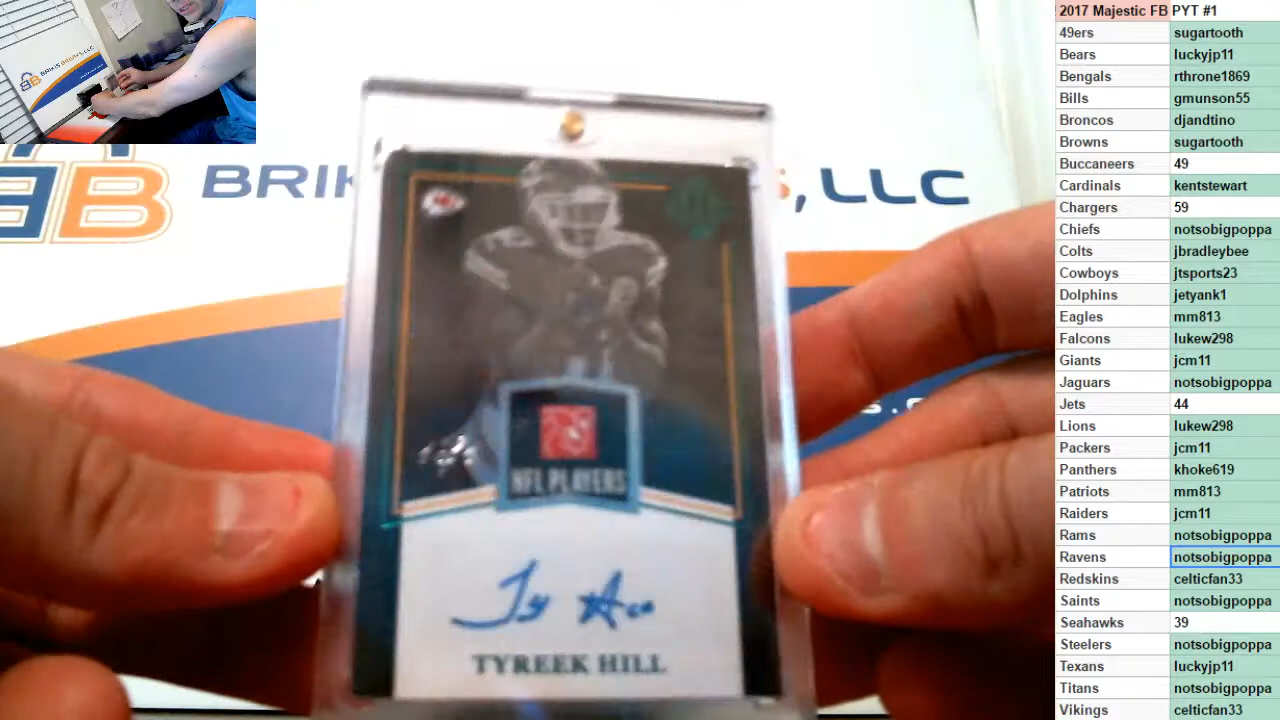 BRIKS BREAKS, LLC
BRIK
S, LLC
NFL PLAYERS
TYREEK HILL
2017 Majestic FB PYT #1
49ers sugartooth
Bears luckyjp11
Bengals rthrone1869
Bills gmunson55
Broncos djandtino
Browns sugartooth
Buccaneers 49
Cardinals kentstewart
Chargers 59
Chiefs notsobigpoppa
Colts jbradleybee
Cowboys jtsports23
Dolphins jetyank1
Eagles mm813
Falcons lukew298
Giants jcm11
Jaguars notsobigpoppa
Jets 44
Lions lukew298
Packers jcm11
Panthers khoke619
Patriots mm813
Raiders jcm11
Rams notsobigpoppa
Ravens notsobigpoppa
Redskins celticfan33
Saints notsobigpoppa
Seahawks 39
Steelers notsobigpoppa
Texans luckyjp11
Titans notsobigpoppa
Vikings celticfan33